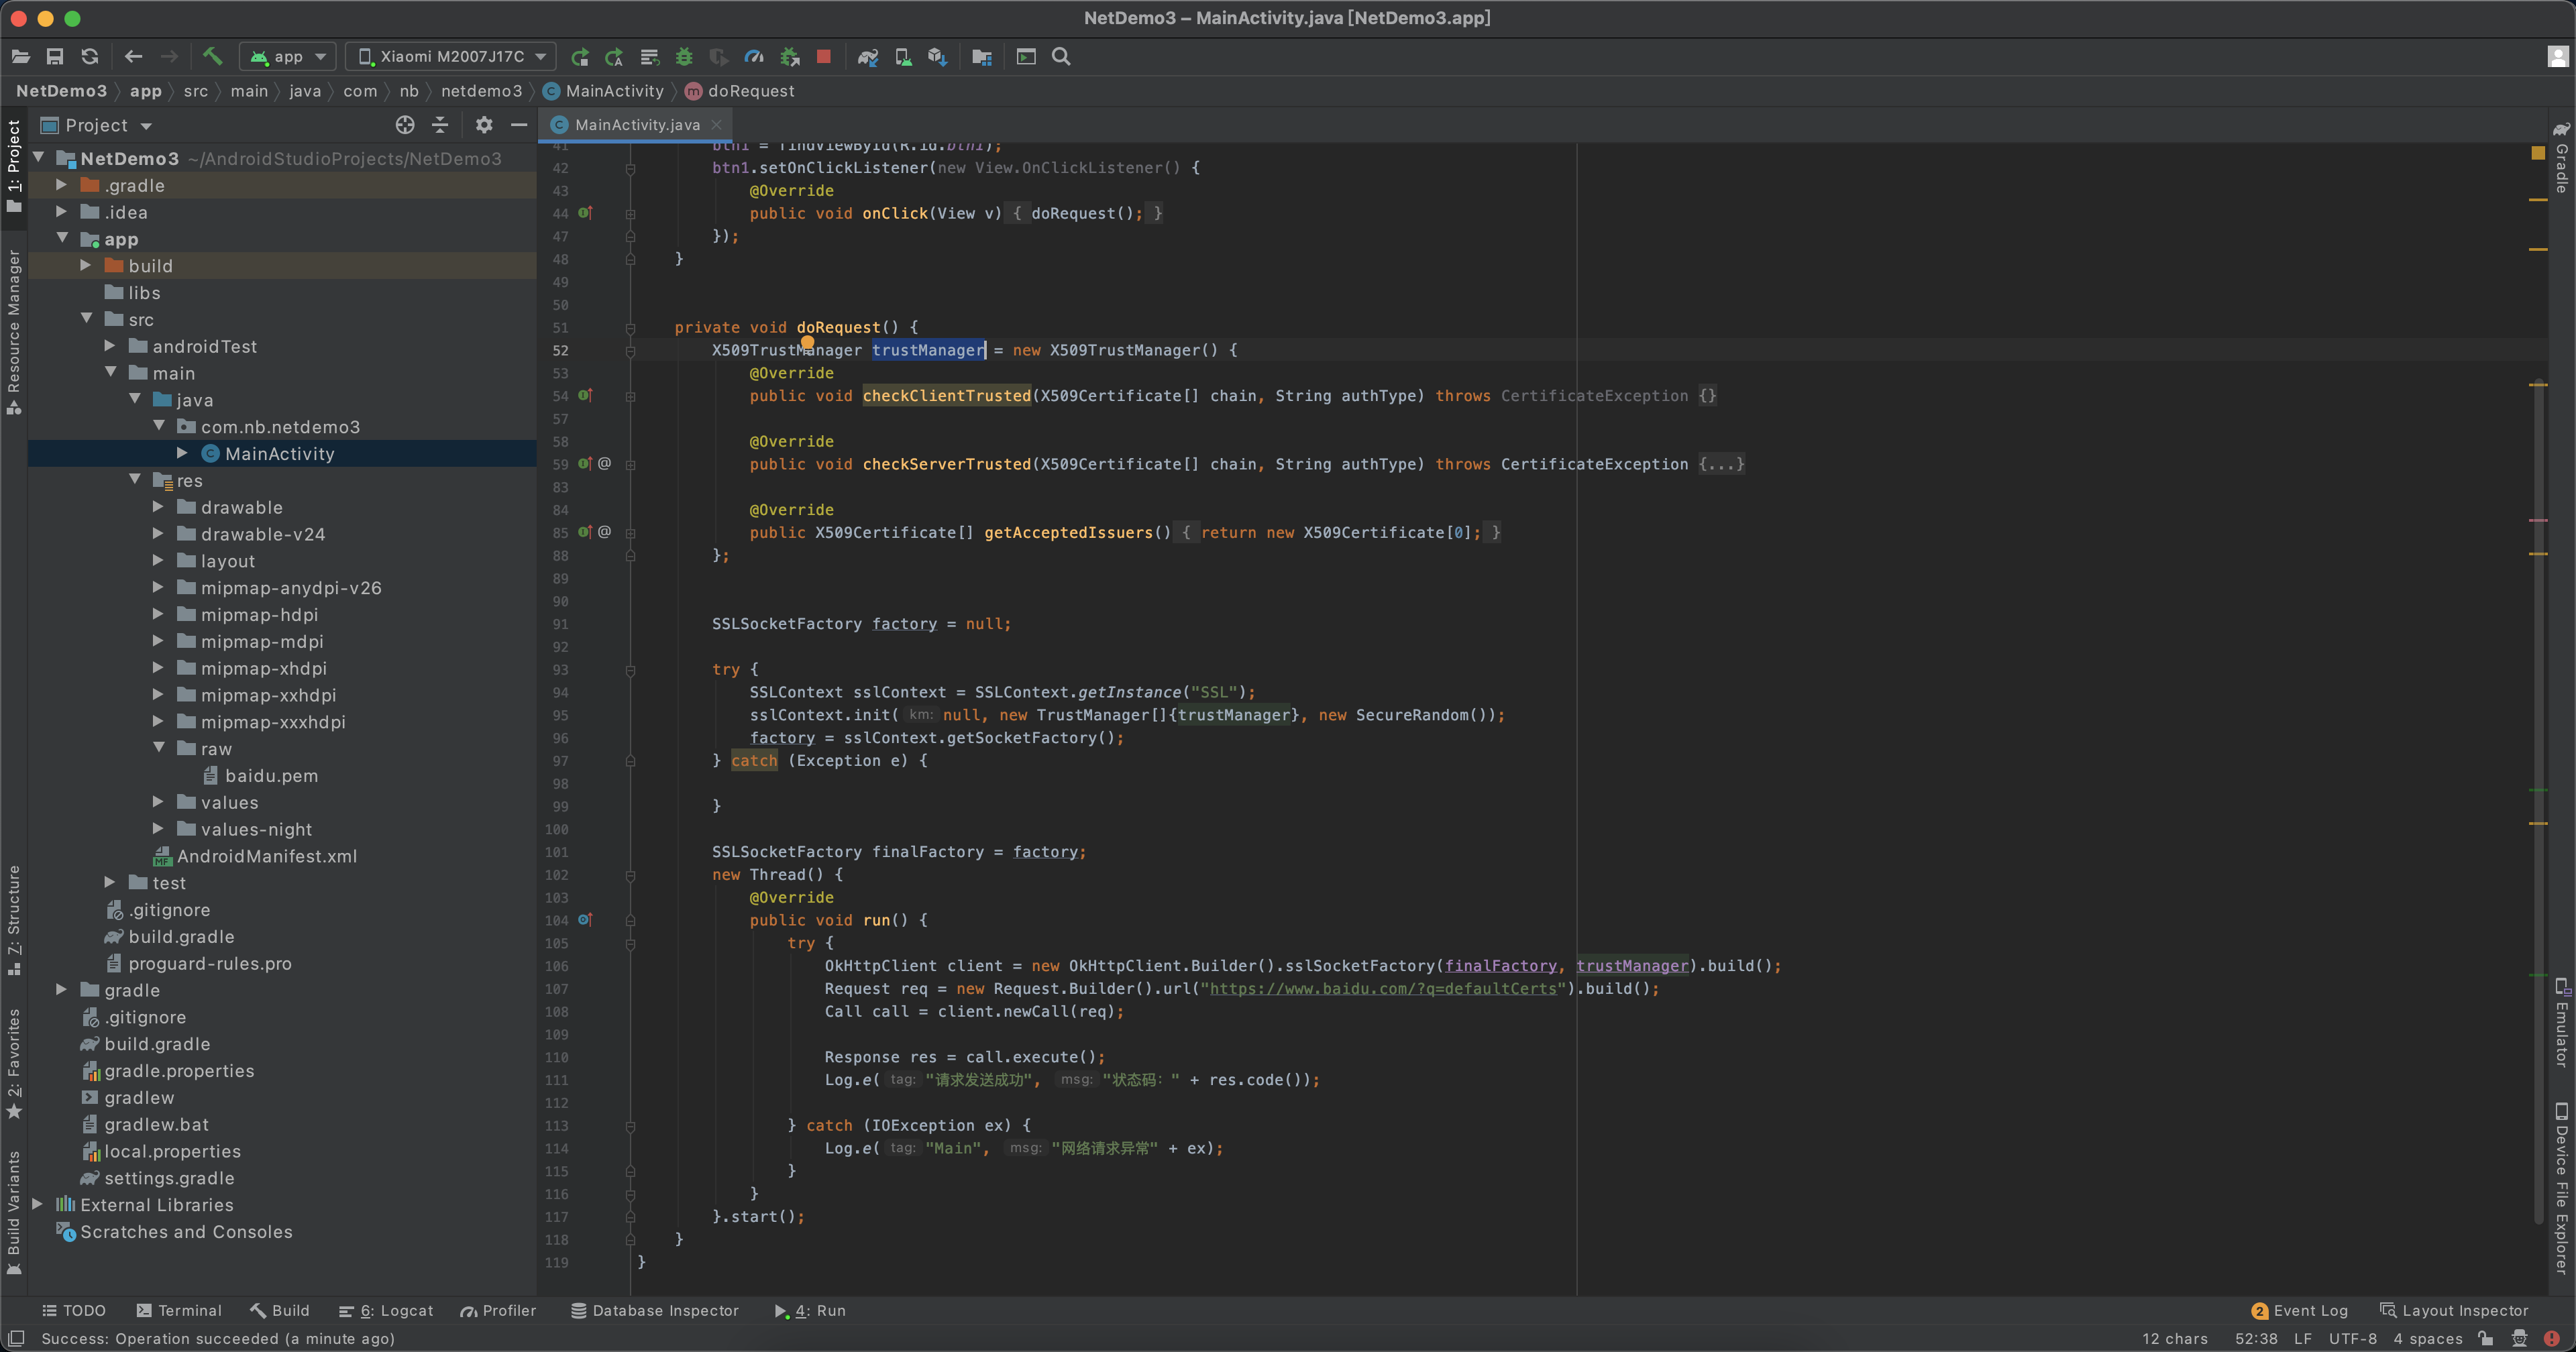 NetDemo3 – MainActivity.java [NetDemo3.app]
app
Xiaomi M2007J17C
NetDemo3 app src main java com nb netdemo3 MainActivity doRequest
Project
MainActivity.java
1: Project
Resource Manager
Z: Structure
2: Favorites
Build Variants
NetDemo3 ~/AndroidStudioProjects/NetDemo3
.gradle
.idea
app
build
libs
src
androidTest
main
java
com.nb.netdemo3
MainActivity
res
drawable
drawable-v24
layout
mipmap-anydpi-v26
mipmap-hdpi
mipmap-mdpi
mipmap-xhdpi
mipmap-xxhdpi
mipmap-xxxhdpi
raw
baidu.pem
values
values-night
AndroidManifest.xml
test
.gitignore
build.gradle
proguard-rules.pro
gradle
.gitignore
build.gradle
gradle.properties
gradlew
gradlew.bat
local.properties
settings.gradle
External Libraries
Scratches and Consoles
41 btn1 = findViewById(R.id.btn1);
42 btn1.setOnClickListener(new View.OnClickListener() {
43 @Override
44 public void onClick(View v) { doRequest(); }
47 });
48 }
49
50
51 private void doRequest() {
52 X509TrustManager trustManager = new X509TrustManager() {
53 @Override
54 public void checkClientTrusted(X509Certificate[] chain, String authType) throws CertificateException {}
57
58 @Override
59 @ public void checkServerTrusted(X509Certificate[] chain, String authType) throws CertificateException {...}
83
84 @Override
85 @ public X509Certificate[] getAcceptedIssuers() { return new X509Certificate[0]; }
88 };
89
90
91 SSLSocketFactory factory = null;
92
93 try {
94 SSLContext sslContext = SSLContext.getInstance("SSL");
95 sslContext.init( km: null, new TrustManager[]{trustManager}, new SecureRandom());
96 factory = sslContext.getSocketFactory();
97 } catch (Exception e) {
98
99 }
100
101 SSLSocketFactory finalFactory = factory;
102 new Thread() {
103 @Override
104 public void run() {
105 try {
106 OkHttpClient client = new OkHttpClient.Builder().sslSocketFactory(finalFactory, trustManager).build();
107 Request req = new Request.Builder().url("https://www.baidu.com/?q=defaultCerts").build();
108 Call call = client.newCall(req);
109
110 Response res = call.execute();
111 Log.e( tag: "请求发送成功", msg: "状态码：" + res.code());
112
113 } catch (IOException ex) {
114 Log.e( tag: "Main", msg: "网络请求异常" + ex);
115 }
116 }
117 }.start();
118 }
119 }
Gradle
Emulator
Device File Explorer
TODO Terminal Build 6: Logcat Profiler Database Inspector 4: Run 2 Event Log Layout Inspector
Success: Operation succeeded (a minute ago) 12 chars 52:38 LF UTF-8 4 spaces